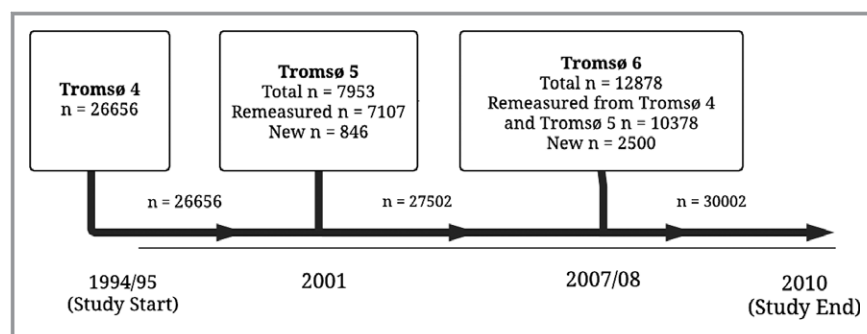 Tromsø 4
n = 26656
Tromsø 5
Total n = 7953
Remeasured n = 7107
New n = 846
Tromsø 6
Total n = 12878
Remeasured from Tromsø 4
and Tromsø 5 n = 10378
New n = 2500
n = 26656
n = 27502
n = 30002
1994/95
(Study Start)
2001
2007/08
2010
(Study End)